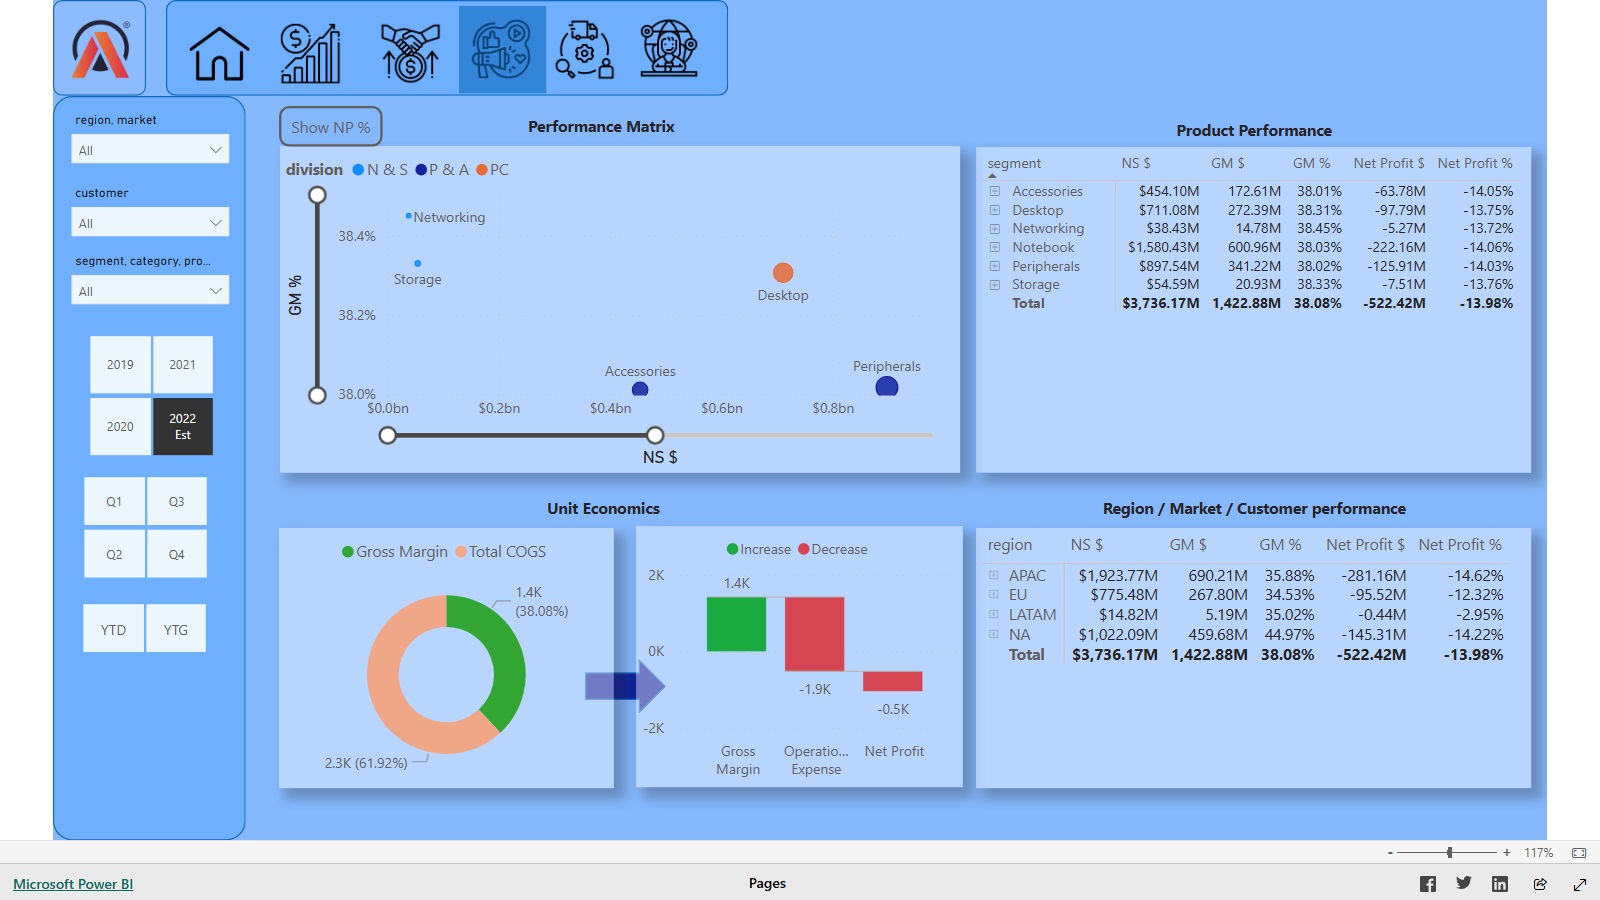 ®
region, market
All
customer
All
segment, category, pro...
All
2019
2021
2020
2022
Est
Q1
Q3
Q2
Q4
YTD
YTG
Show NP %
Performance Matrix
division N & S P & A PC
GM %
38.4%
38.2%
38.0%
Networking
Storage
Desktop
Accessories
Peripherals
$0.0bn $0.2bn $0.4bn $0.6bn $0.8bn
NS $
Product Performance
segment NS $ GM $ GM % Net Profit $ Net Profit %
Accessories $454.10M 172.61M 38.01% -63.78M -14.05%
Desktop $711.08M 272.39M 38.31% -97.79M -13.75%
Networking $38.43M 14.78M 38.45% -5.27M -13.72%
Notebook $1,580.43M 600.96M 38.03% -222.16M -14.06%
Peripherals $897.54M 341.22M 38.02% -125.91M -14.03%
Storage $54.59M 20.93M 38.33% -7.51M -13.76%
Total $3,736.17M 1,422.88M 38.08% -522.42M -13.98%
Unit Economics
Gross Margin Total COGS
1.4K
(38.08%)
2.3K (61.92%)
Increase Decrease
2K
0K
-2K
1.4K
-1.9K
-0.5K
Gross
Margin
Operatio...
Expense
Net Profit
Region / Market / Customer performance
region NS $ GM $ GM % Net Profit $ Net Profit %
APAC $1,923.77M 690.21M 35.88% -281.16M -14.62%
EU $775.48M 267.80M 34.53% -95.52M -12.32%
LATAM $14.82M 5.19M 35.02% -0.44M -2.95%
NA $1,022.09M 459.68M 44.97% -145.31M -14.22%
Total $3,736.17M 1,422.88M 38.08% -522.42M -13.98%
- + 117%
Microsoft Power BI
Pages